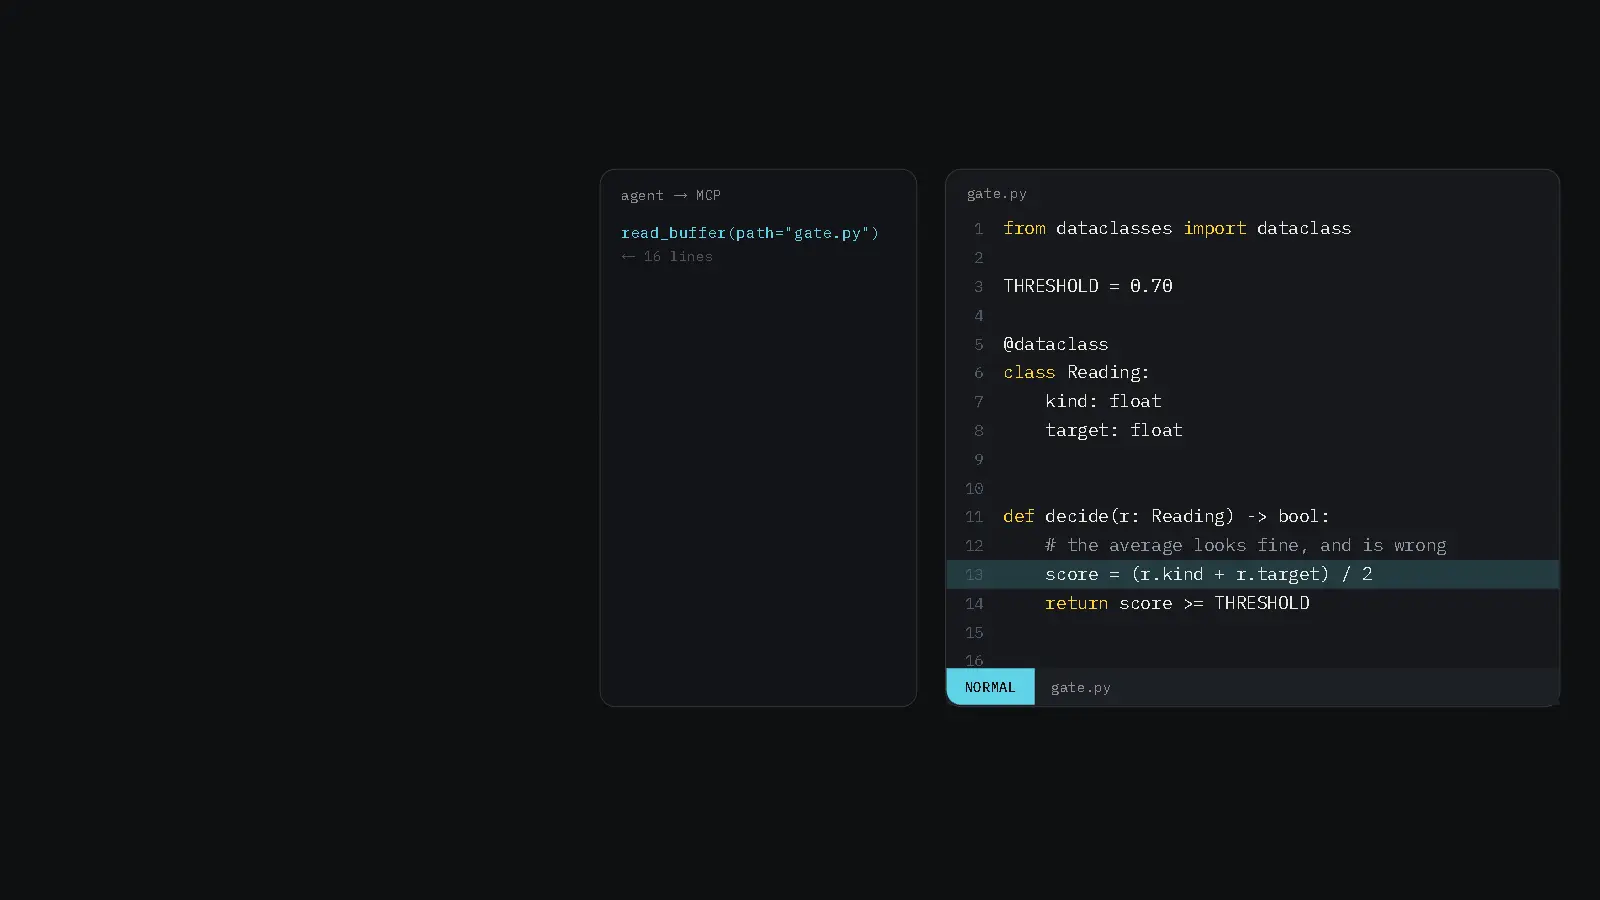 agent → MCP
read_buffer(path="gate.py")
← 16 lines
gate.py
1 from dataclasses import dataclass
2
3 THRESHOLD = 0.70
4
5 @dataclass
6 class Reading:
7     kind: float
8     target: float
9
10
11 def decide(r: Reading) -> bool:
12     # the average looks fine, and is wrong
13     score = (r.kind + r.target) / 2
14     return score >= THRESHOLD
15
16
NORMAL gate.py